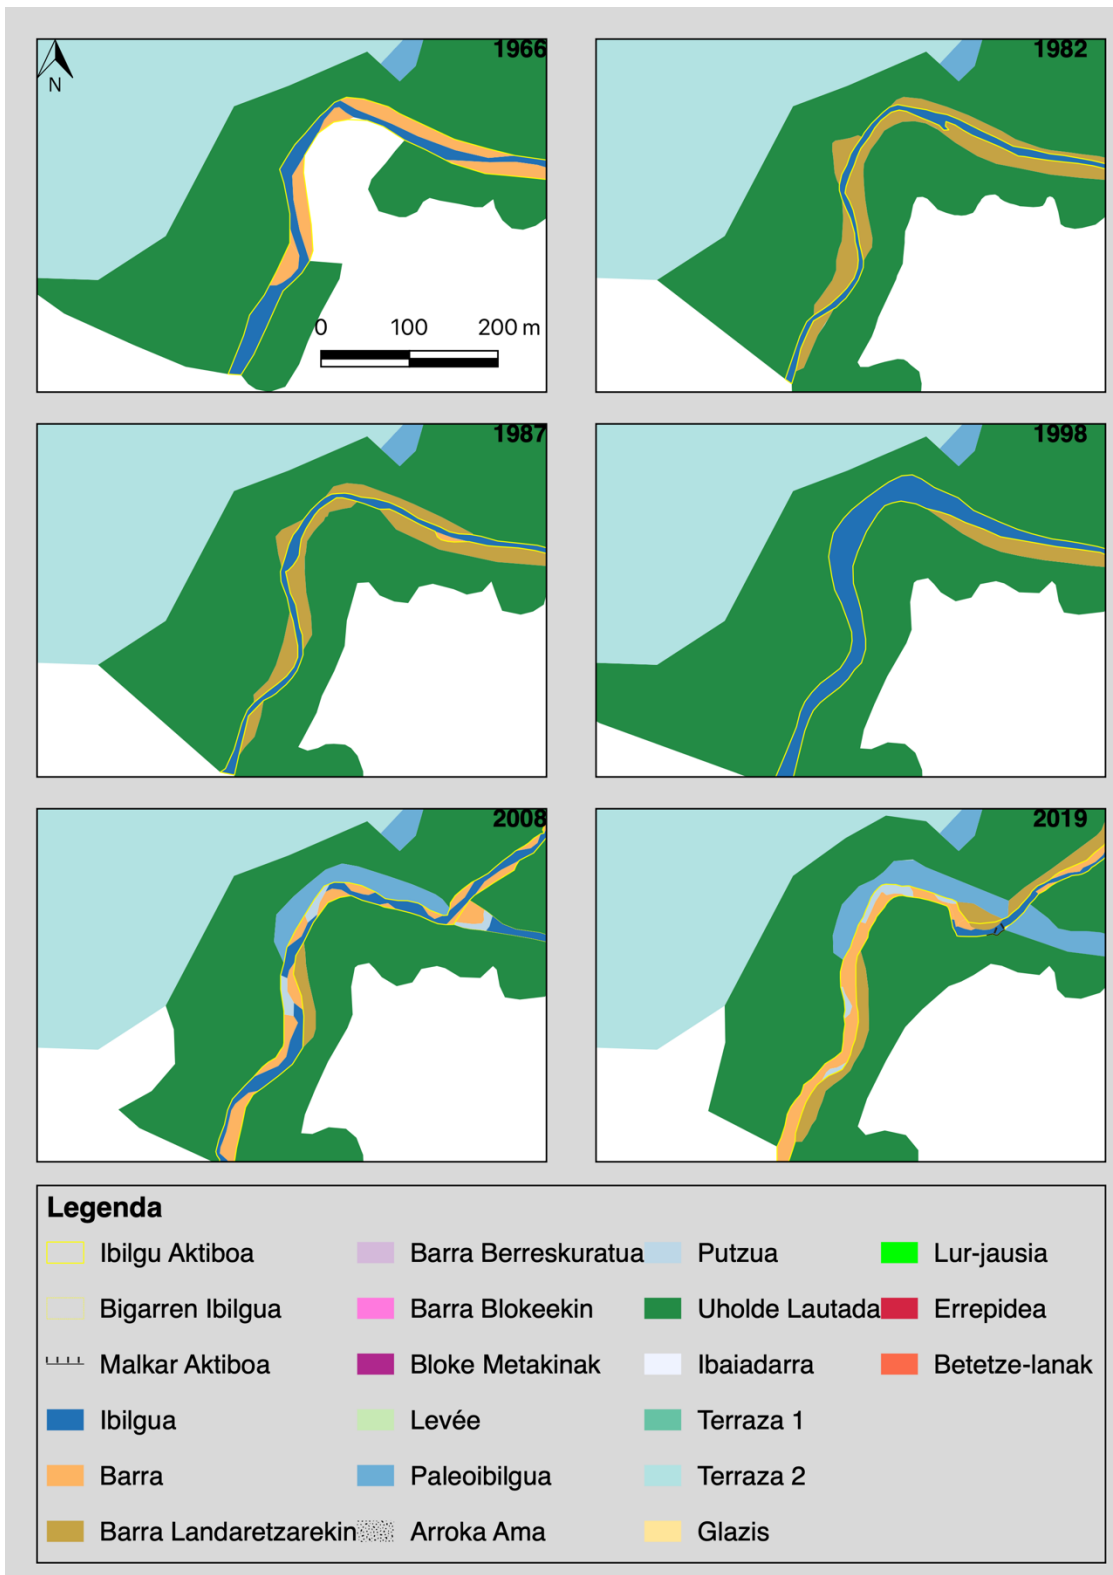 1966
1982
N
0 100 200 m
1987
1998
2008
2019
Legenda
Ibilgu Aktiboa
Bigarren Ibilgua
Malkar Aktiboa
Ibilgua
Barra
Barra Landaretzarekin
Barra Berreskuratua
Barra Blokeekin
Bloke Metakinak
Levée
Paleoibilgua
Arroka Ama
Putzua
Uholde Lautada
Ibaiadarra
Terraza 1
Terraza 2
Glazis
Lur-jausia
Errepidea
Betetze-lanak